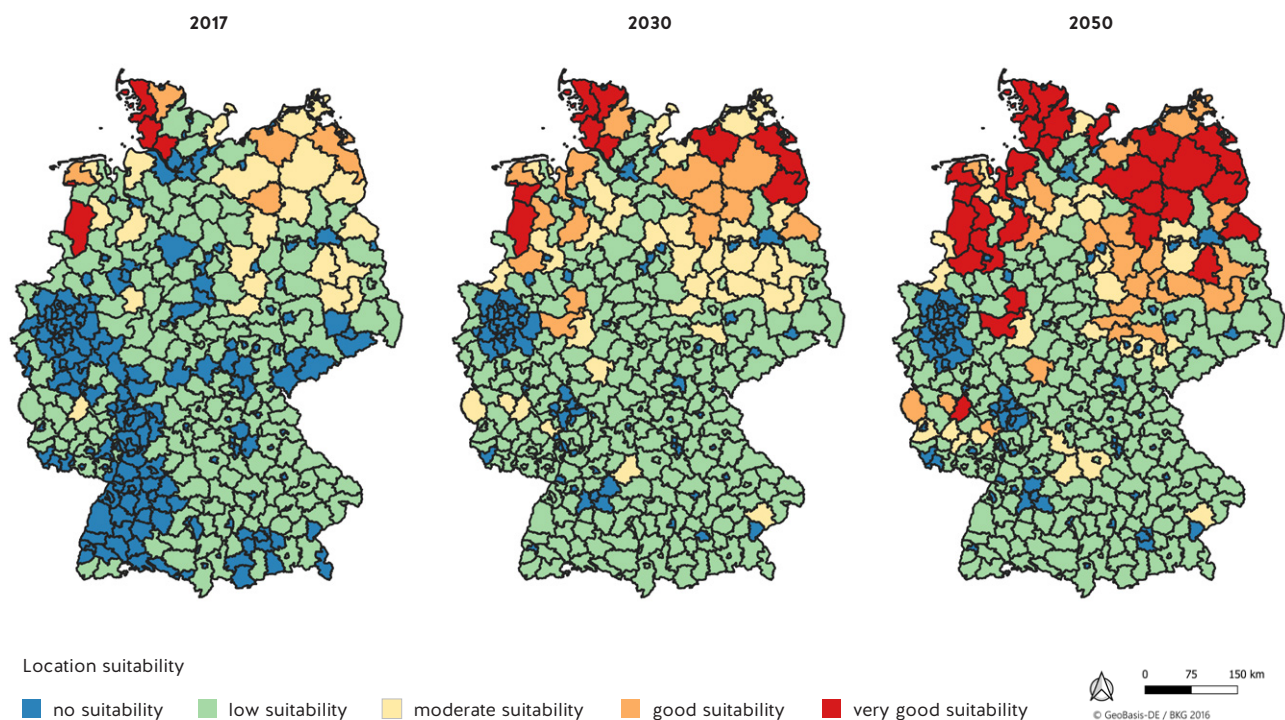 2017
2030
2050
Location suitability
no suitability
low suitability
moderate suitability
good suitability
very good suitability
0 75 150 km
© GeoBasis-DE / BKG 2016